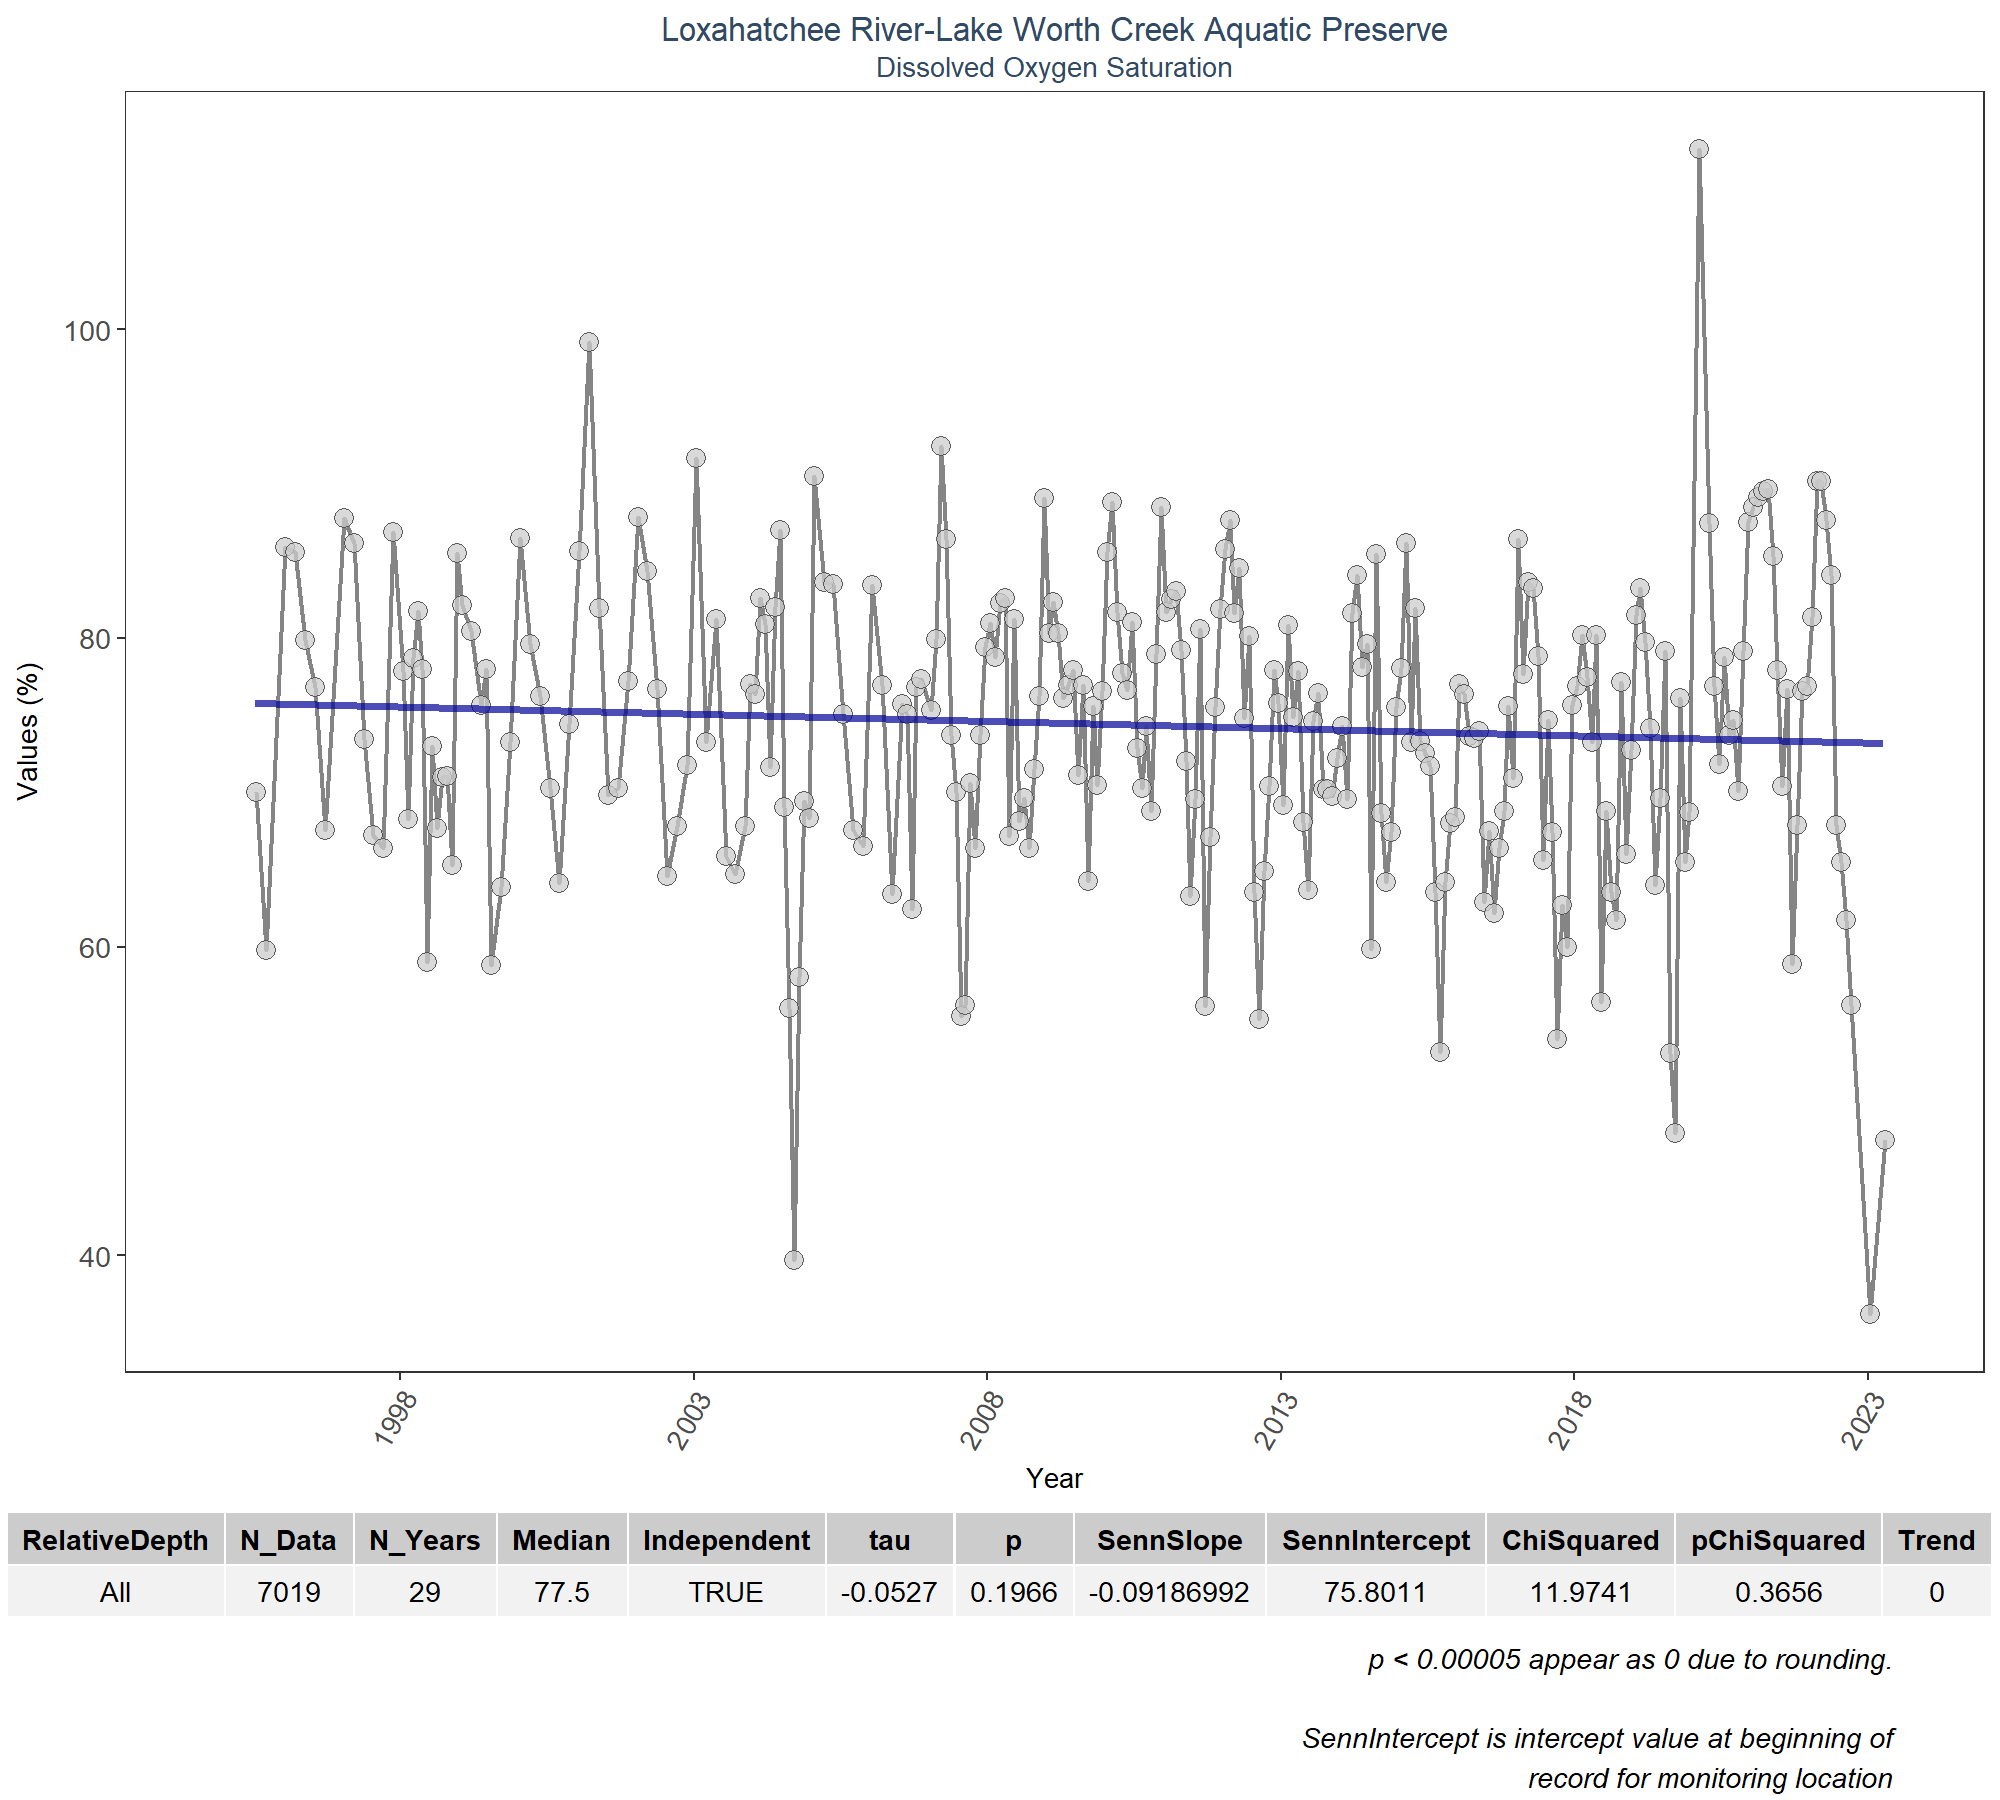 Loxahatchee River-Lake Worth Creek Aquatic Preserve
Dissolved Oxygen Saturation
100
80
60
40
Values (%)
1998
2003
2008
2013
2018
2023
Year
RelativeDepth N_Data N_Years Median Independent tau p SennSlope SennIntercept ChiSquared pChiSquared Trend
All 7019 29 77.5 TRUE -0.0527 0.1966 -0.09186992 75.8011 11.9741 0.3656 0
p < 0.00005 appear as 0 due to rounding.
SennIntercept is intercept value at beginning of
record for monitoring location